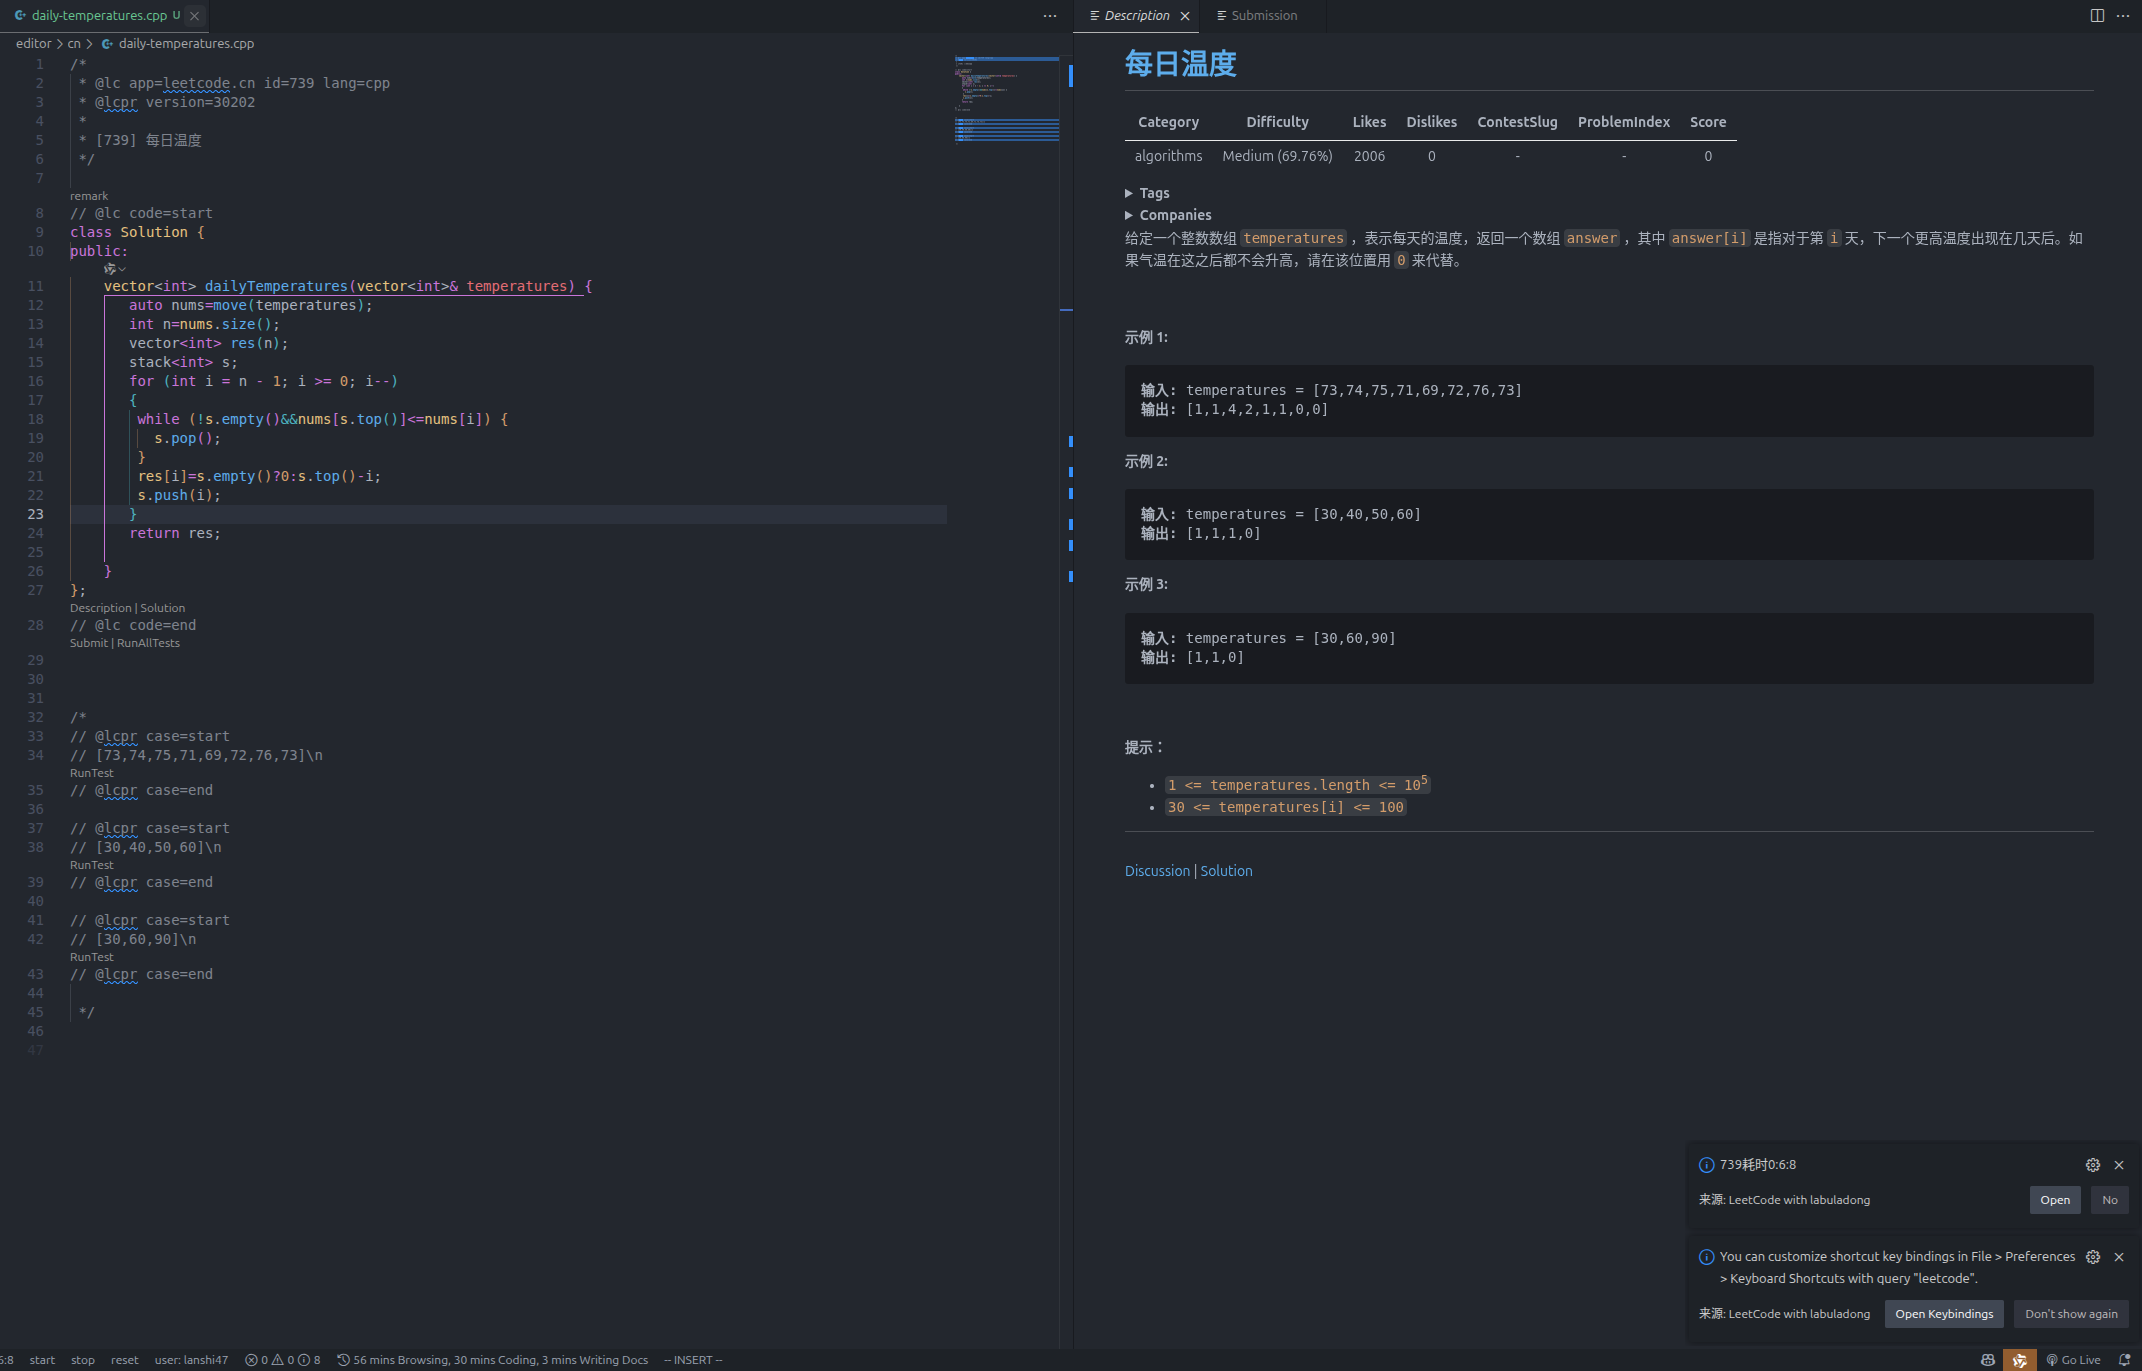 daily-temperatures.cpp U
Description
Submission
editor > cn > daily-temperatures.cpp
1 /*
2 * @lc app=leetcode.cn id=739 lang=cpp
3 * @lcpr version=30202
4 *
5 * [739] 每日温度
6 */
7
remark
8 // @lc code=start
9 class Solution {
10 public:
11 vector<int> dailyTemperatures(vector<int>& temperatures) {
12 auto nums=move(temperatures);
13 int n=nums.size();
14 vector<int> res(n);
15 stack<int> s;
16 for (int i = n - 1; i >= 0; i--)
17 {
18 while (!s.empty()&&nums[s.top()]<=nums[i]) {
19 s.pop();
20 }
21 res[i]=s.empty()?0:s.top()-i;
22 s.push(i);
23 }
24 return res;
25
26 }
27 };
Description | Solution
28 // @lc code=end
Submit | RunAllTests
29
30
31
32 /*
33 // @lcpr case=start
34 // [73,74,75,71,69,72,76,73]\n
RunTest
35 // @lcpr case=end
36
37 // @lcpr case=start
38 // [30,40,50,60]\n
RunTest
39 // @lcpr case=end
40
41 // @lcpr case=start
42 // [30,60,90]\n
RunTest
43 // @lcpr case=end
44
45 */
46
47
每日温度
Category Difficulty Likes Dislikes ContestSlug ProblemIndex Score
algorithms Medium (69.76%) 2006 0 - - 0
Tags
Companies
给定一个整数数组 temperatures ，表示每天的温度，返回一个数组 answer ，其中 answer[i] 是指对于第 i 天，下一个更高温度出现在几天后。如
果气温在这之后都不会升高，请在该位置用 0 来代替。
示例 1:
输入: temperatures = [73,74,75,71,69,72,76,73]
输出: [1,1,4,2,1,1,0,0]
示例 2:
输入: temperatures = [30,40,50,60]
输出: [1,1,1,0]
示例 3:
输入: temperatures = [30,60,90]
输出: [1,1,0]
提示：
• 1 <= temperatures.length <= 10⁵
• 30 <= temperatures[i] <= 100
Discussion | Solution
739耗时0:6:8
来源: LeetCode with labuladong
Open
No
You can customize shortcut key bindings in File > Preferences
> Keyboard Shortcuts with query "leetcode".
来源: LeetCode with labuladong
Open Keybindings
Don't show again
6:8 start stop reset user: lanshi47 0 0 8 56 mins Browsing, 30 mins Coding, 3 mins Writing Docs -- INSERT --
Go Live